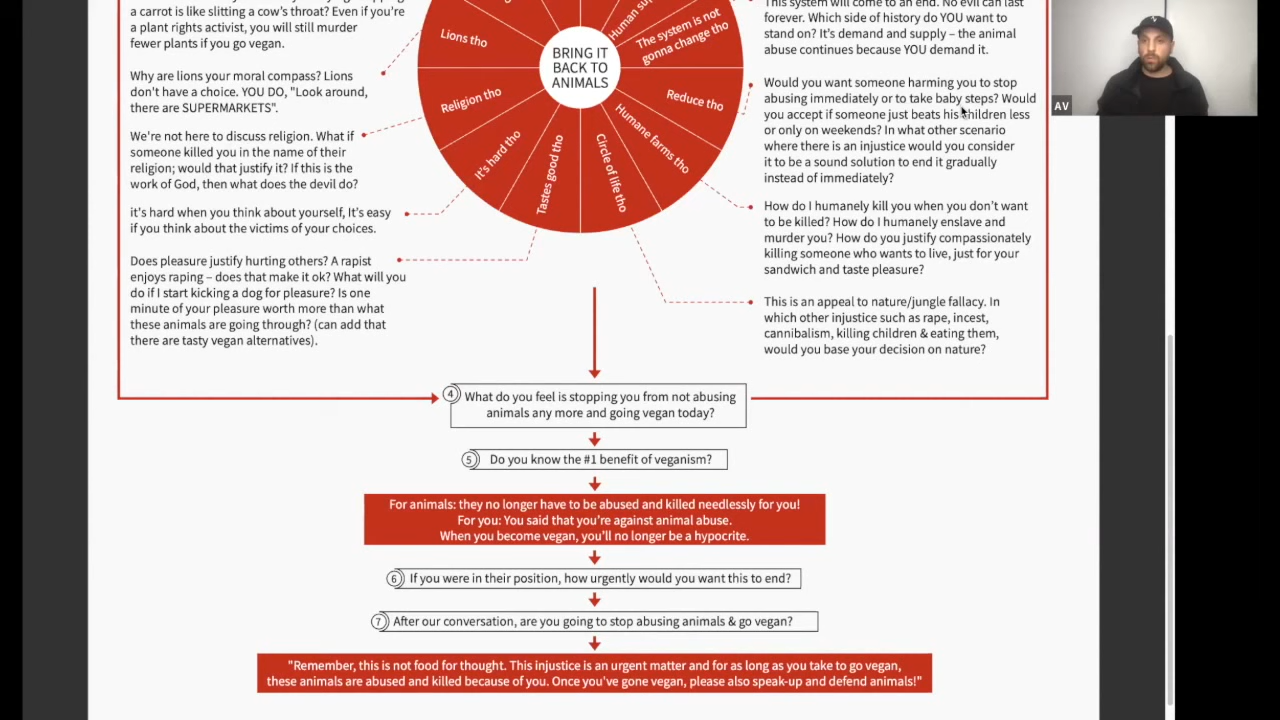 a carrot is like slitting a cow's throat? Even if you're
a plant rights activist, you will still murder
fewer plants if you go vegan.
Why are lions your moral compass? Lions
don't have a choice. YOU DO, "Look around,
there are SUPERMARKETS".
We're not here to discuss religion. What if
someone killed you in the name of their
religion; would that justify it? If this is the
work of God, then what does the devil do?
it's hard when you think about yourself, It's easy
if you think about the victims of your choices.
Does pleasure justify hurting others? A rapist
enjoys raping – does that make it ok? What will you
do if I start kicking a dog for pleasure? Is one
minute of your pleasure worth more than what
these animals are going through? (can add that
there are tasty vegan alternatives).
Lions tho
Religion tho
It's hard tho
Tastes good tho
Circle of life tho
Humane farms tho
Reduce tho
The system is not
gonna change tho
Human
BRING IT
BACK TO
ANIMALS
This system will come to an end. No evil can last
forever. Which side of history do YOU want to
stand on? It's demand and supply – the animal
abuse continues because YOU demand it.
Would you want someone harming you to stop
abusing immediately or to take baby steps? Would
you accept if someone just beats his children less
or only on weekends? In what other scenario
where there is an injustice would you consider
it to be a sound solution to end it gradually
instead of immediately?
How do I humanely kill you when you don't want
to be killed? How do I humanely enslave and
murder you? How do you justify compassionately
killing someone who wants to live, just for your
sandwich and taste pleasure?
This is an appeal to nature/jungle fallacy. In
which other injustice such as rape, incest,
cannibalism, killing children & eating them,
would you base your decision on nature?
AV
4 What do you feel is stopping you from not abusing
animals any more and going vegan today?
5 Do you know the #1 benefit of veganism?
For animals: they no longer have to be abused and killed needlessly for you!
For you: You said that you're against animal abuse.
When you become vegan, you'll no longer be a hypocrite.
6 If you were in their position, how urgently would you want this to end?
7 After our conversation, are you going to stop abusing animals & go vegan?
"Remember, this is not food for thought. This injustice is an urgent matter and for as long as you take to go vegan,
these animals are abused and killed because of you. Once you've gone vegan, please also speak-up and defend animals!"